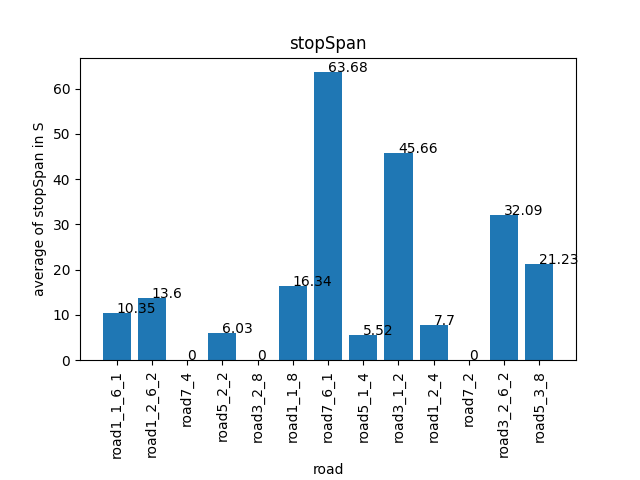 stopSpan
average of stopSpan in S
60
50
40
30
20
10
0
10.35
13.6
0
6.03
0
16.34
63.68
5.52
45.66
7.7
0
32.09
21.23
road1_1_6_1
road1_2_6_2
road7_4
road5_2_2
road3_2_8
road1_1_8
road7_6_1
road5_1_4
road3_1_2
road1_2_4
road7_2
road3_2_6_2
road5_3_8
road